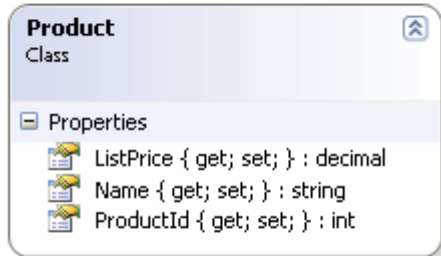 Product
Class
Properties
ListPrice { get; set; } : decimal
Name { get; set; } : string
ProductId { get; set; } : int